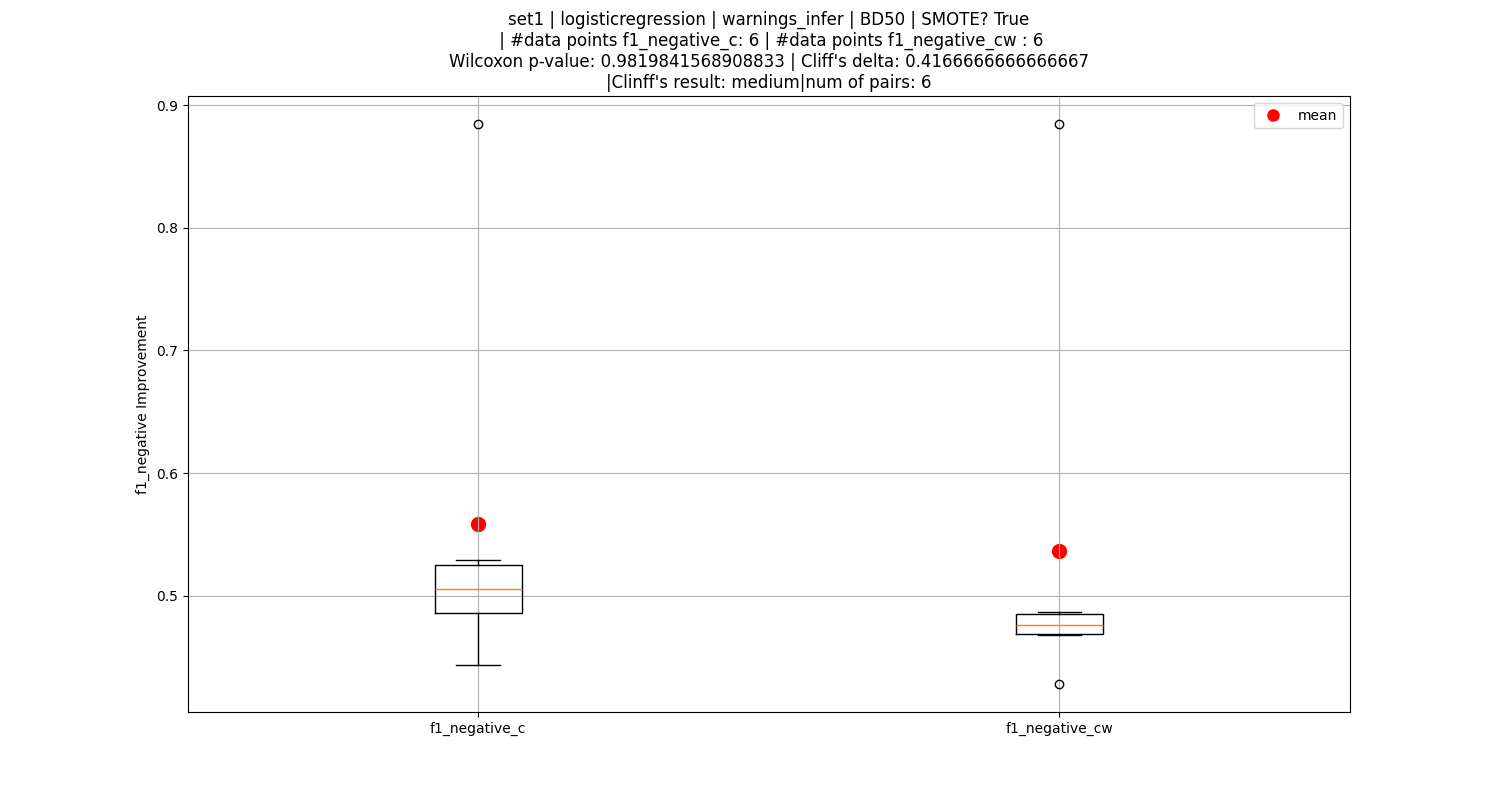 set1 | logisticregression | warnings_infer | BD50 | SMOTE? True
| #data points f1_negative_c: 6 | #data points f1_negative_cw : 6
Wilcoxon p-value: 0.9819841568908833 | Cliff's delta: 0.4166666666666667
|Clinff's result: medium|num of pairs: 6
mean
0.9
0.8
0.7
0.6
0.5
f1_negative Improvement
f1_negative_c
f1_negative_cw